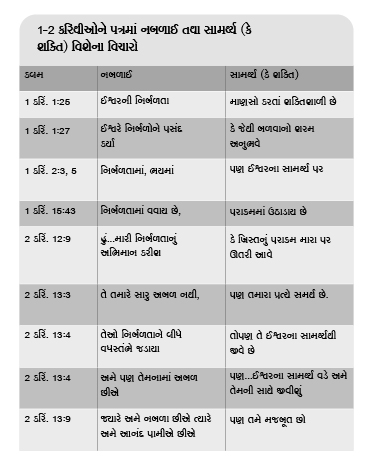 1-2 કરિંથીઓને પત્રમાં નબળાઈ તથા સામર્થ્ય (કે
શક્તિ) વિશેના વિચારો
કલમ નબળાઈ સામર્થ્ય (કે શક્તિ)
1 કરિં. 1:25 ઈશ્વરની નિર્બળતા માણસો કરતાં શક્તિશાળી છે
1 કરિં. 1:27 ઈશ્વરે નિર્બળોને પસંદ કે જેથી બળવાનો શરમ
કર્યા અનુભવે
1 કરિં. 2:3, 5 નિર્બળતામાં, ભયમાં પણ ઈશ્વરના સામર્થ્ય પર
1 કરિં. 15:43 નિર્બળતામાં વવાય છે, પરાક્રમમાં ઉઠાડાય છે
2 કરિં. 12:9 હું...મારી નિર્બળતાનું કે ખ્રિસ્તનું પરાક્રમ મારા પર
અભિમાન કરીશ ઊતરી આવે
2 કરિં. 13:3 તે તમારે સારુ અબળ નથી, પણ તમારા પ્રત્યે સમર્થ છે.
2 કરિં. 13:4 તેઓ નિર્બળતાને લીધે તોપણ તે ઈશ્વરના સામર્થ્યથી
વધસ્તંભે જડાયા જીવે છે
2 કરિં. 13:4 અમે પણ તેમનામાં અબળ પણ...ઈશ્વરના સામર્થ્ય વડે અમે
છીએ તેમની સાથે જીવીશું
2 કરિં. 13:9 જ્યારે અમે નબળા છીએ ત્યારે પણ તમે મજબૂત છો
અમે આનંદ પામીએ છીએ